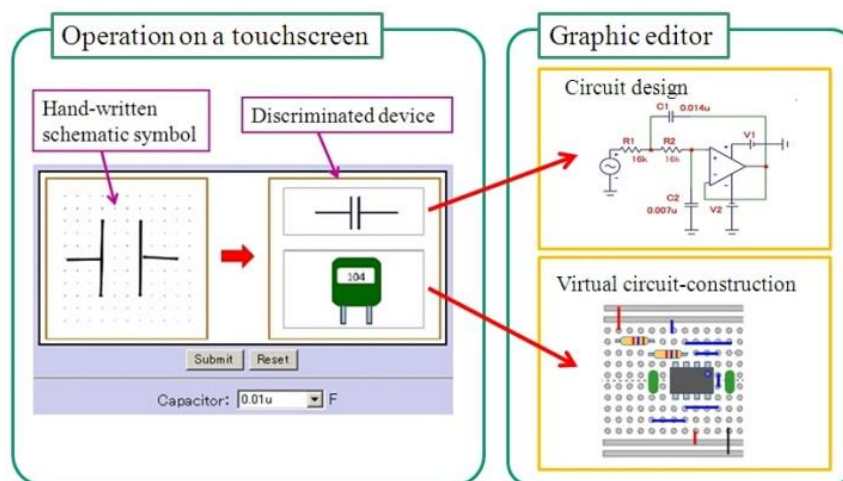 Operation on a touchscreen
Hand-written
schematic symbol
Discriminated device
104
Submit Reset
Capacitor: 0.01u F
Graphic editor
Circuit design
C1 0.014u
R1 R2 V1
16k 16k
C2
0.007u V2
Virtual circuit-construction